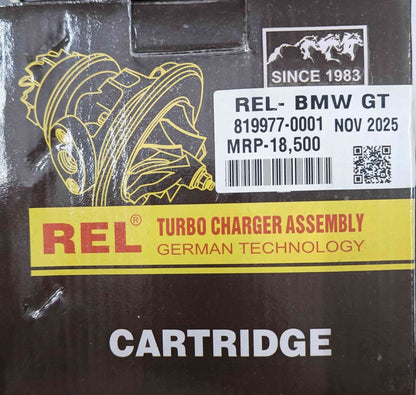 SINCE 1983
REL- BMW GT
819977-0001 NOV 2025
MRP-18,500
REL® TURBO CHARGER ASSEMBLY
GERMAN TECHNOLOGY
CARTRIDGE